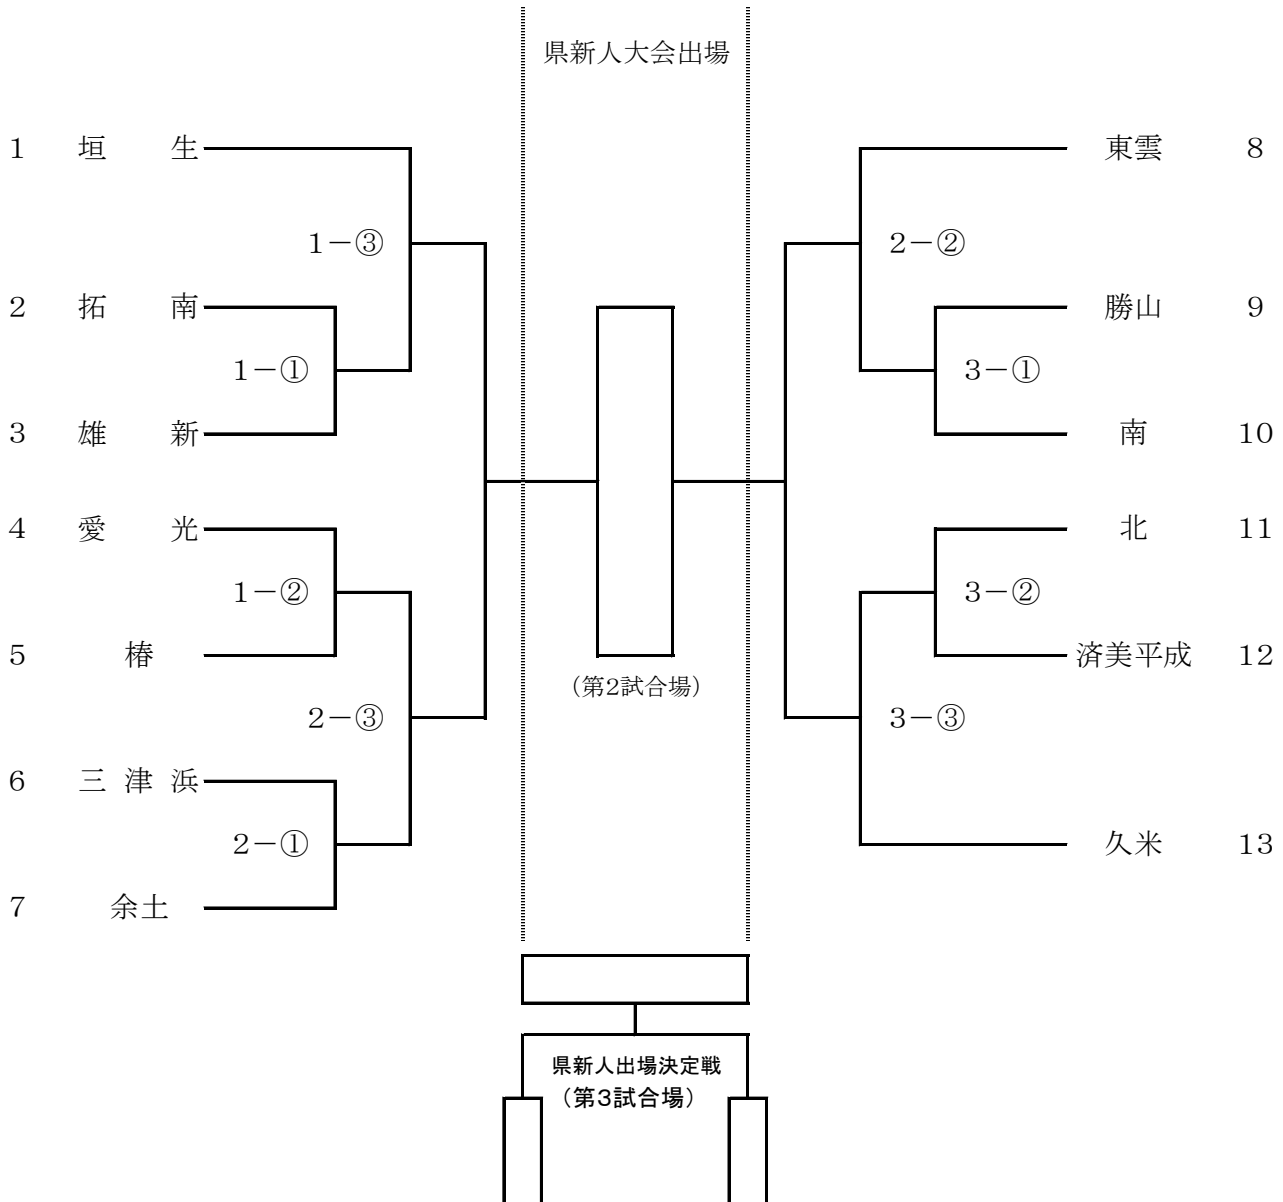 県新人大会出場
1 垣 生
東雲 8
1－③
2－②
2 拓 南
勝山 9
1－①
3－①
3 雄 新
南 10
4 愛 光
北 11
1－②
3－②
5 椿
済美平成 12
（第2試合場）
2－③
3－③
6 三 津 浜
2－①
久米 13
7 余土
県新人出場決定戦
（第3試合場）